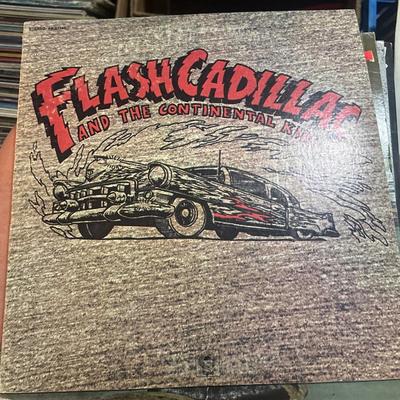 FLASH CADILLAC
AND THE CONTINENTAL KIDS